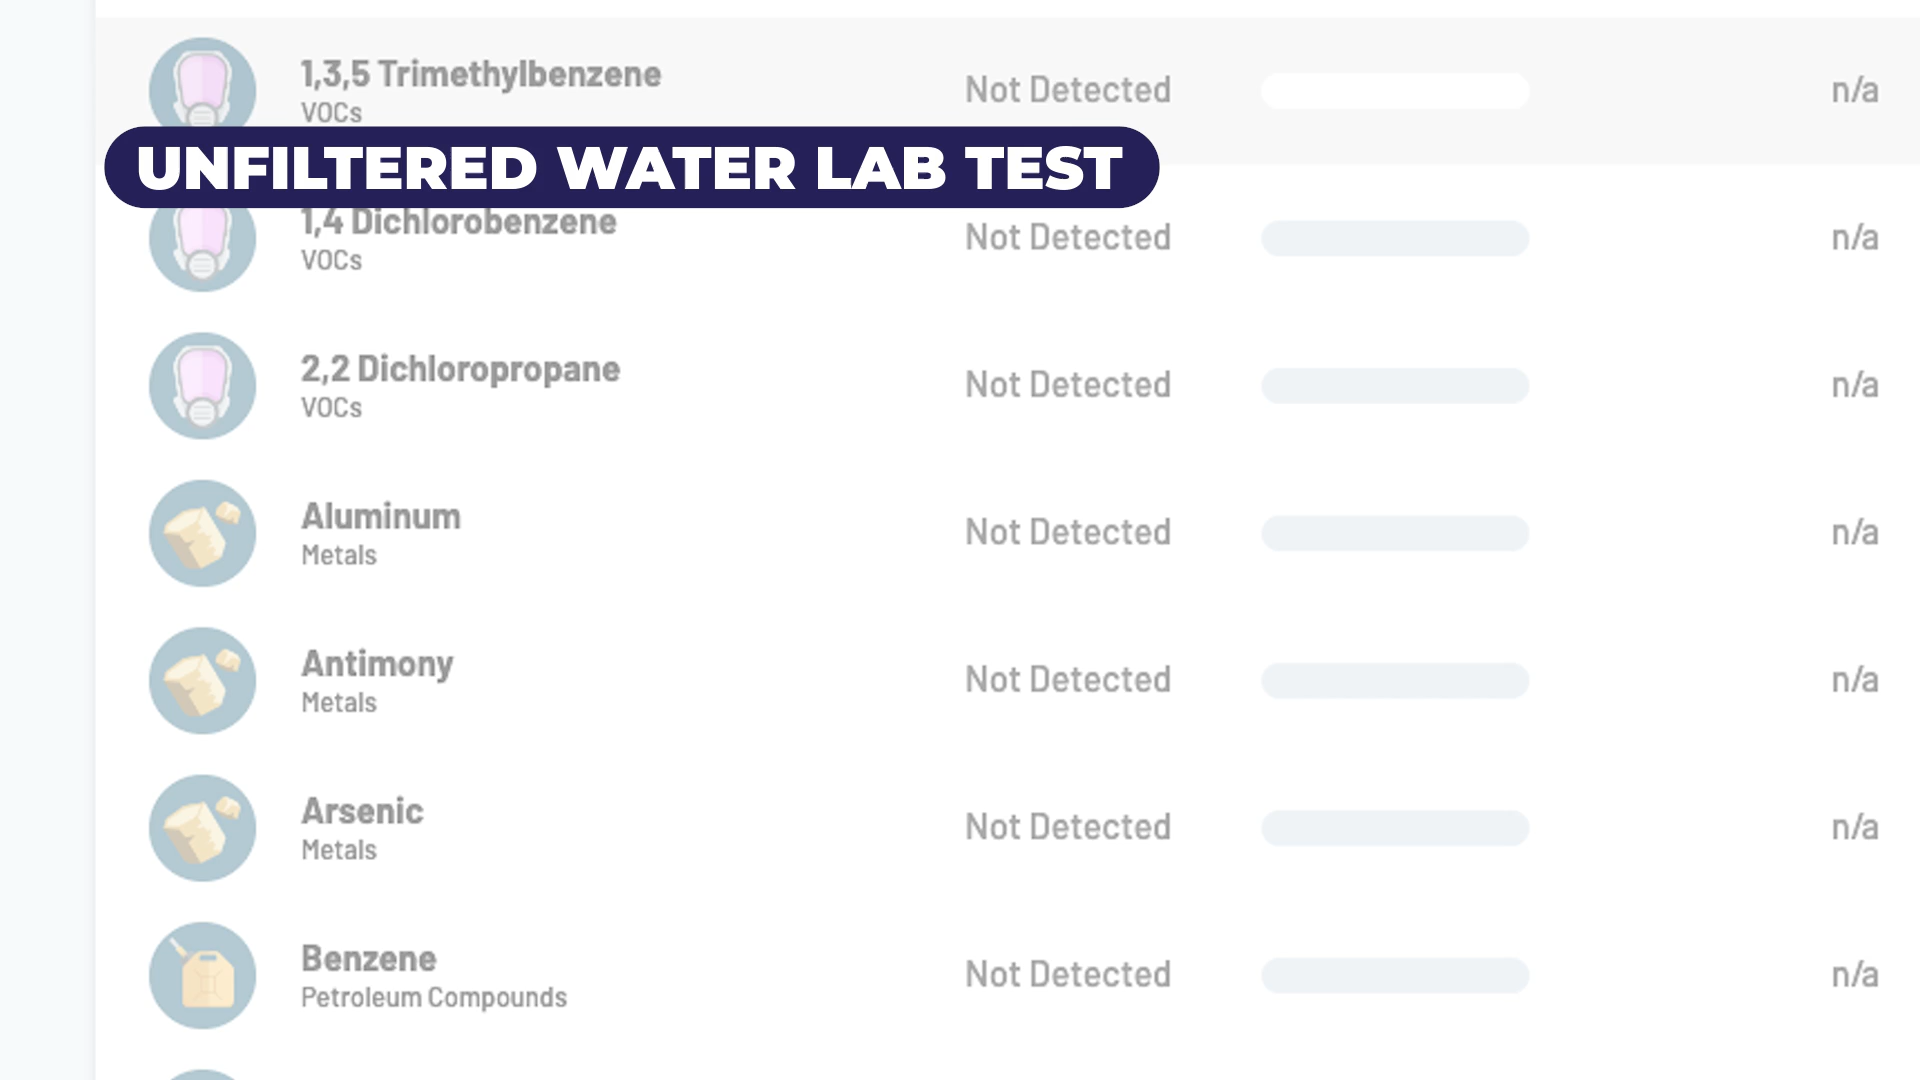 1,3,5 Trimethylbenzene
VOCs
Not Detected
n/a
UNFILTERED WATER LAB TEST
1,4 Dichlorobenzene
VOCs
Not Detected
n/a
2,2 Dichloropropane
VOCs
Not Detected
n/a
Aluminum
Metals
Not Detected
n/a
Antimony
Metals
Not Detected
n/a
Arsenic
Metals
Not Detected
n/a
Benzene
Petroleum Compounds
Not Detected
n/a